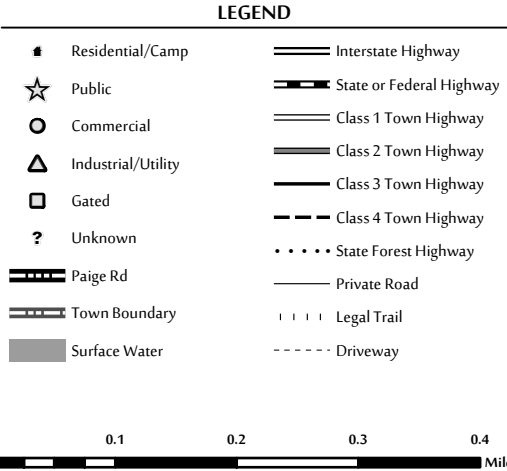 LEGEND
Residential/Camp
Public
Commercial
Industrial/Utility
Gated
? Unknown
Paige Rd
Town Boundary
Surface Water
Interstate Highway
State or Federal Highway
Class 1 Town Highway
Class 2 Town Highway
Class 3 Town Highway
Class 4 Town Highway
State Forest Highway
Private Road
Legal Trail
Driveway
0.1 0.2 0.3 0.4